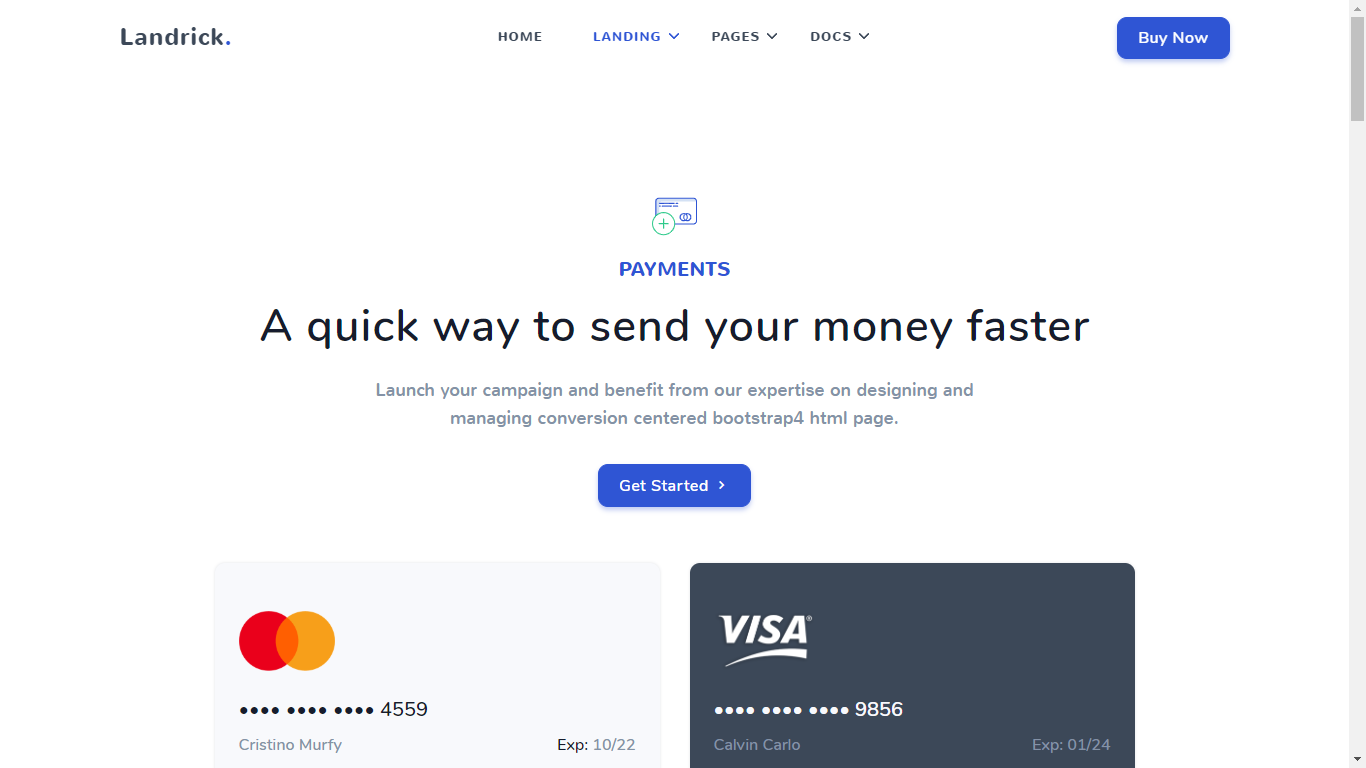 Landrick.
HOME
LANDING
PAGES
DOCS
Buy Now
PAYMENTS
A quick way to send your money faster
Launch your campaign and benefit from our expertise on designing and
managing conversion centered bootstrap4 html page.
Get Started
VISA®
•••• •••• •••• 4559
•••• •••• •••• 9856
Cristino Murfy
Exp: 10/22
Calvin Carlo
Exp: 01/24